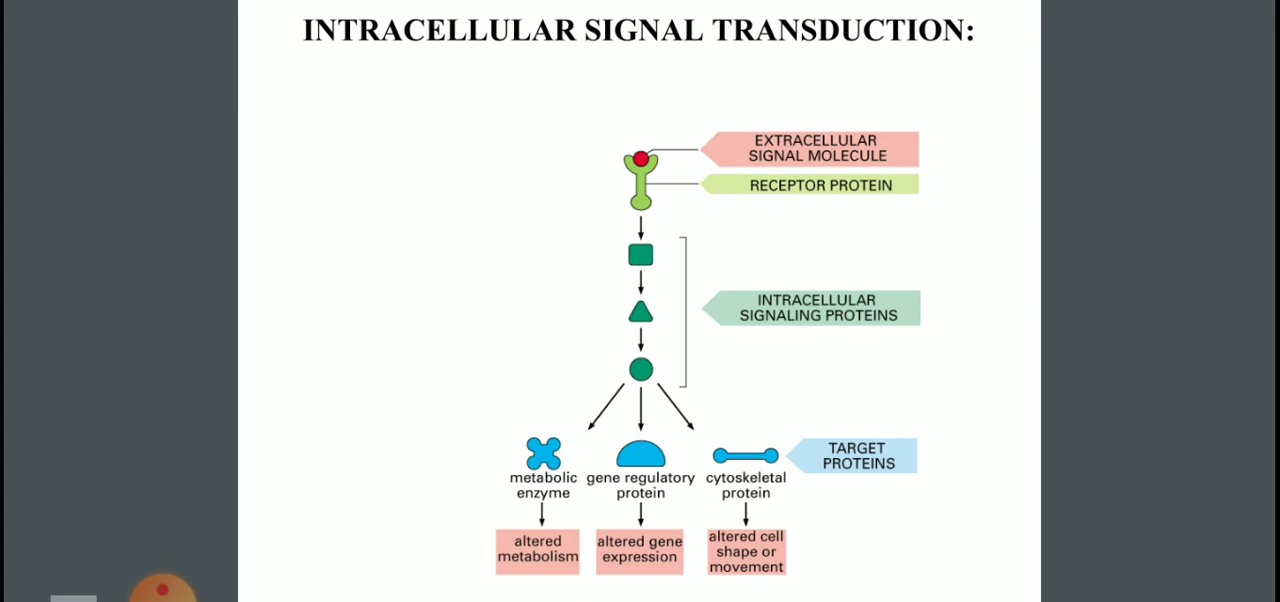 INTRACELLULAR SIGNAL TRANSDUCTION:
EXTRACELLULAR
SIGNAL MOLECULE
RECEPTOR PROTEIN
INTRACELLULAR
SIGNALING PROTEINS
TARGET
PROTEINS
metabolic
enzyme
gene regulatory
protein
cytoskeletal
protein
altered
metabolism
altered gene
expression
altered cell
shape or
movement